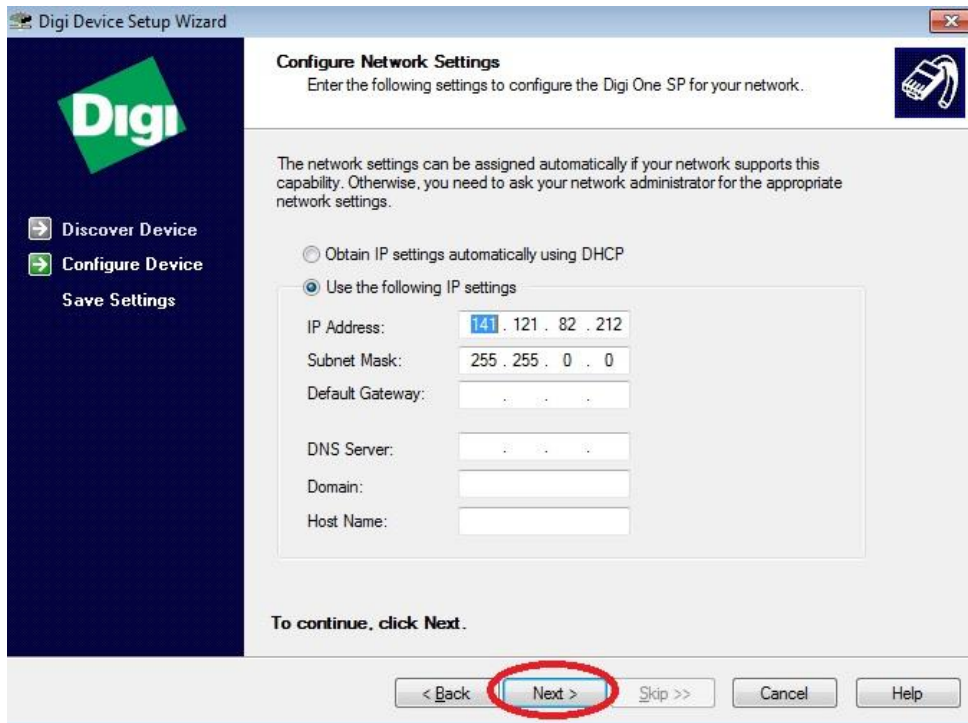 Digi Device Setup Wizard
Digi
Discover Device
Configure Device
Save Settings
Configure Network Settings
Enter the following settings to configure the Digi One SP for your network.
The network settings can be assigned automatically if your network supports this
capability. Otherwise, you need to ask your network administrator for the appropriate
network settings.
Obtain IP settings automatically using DHCP
Use the following IP settings
IP Address: 141 . 121 . 82 . 212
Subnet Mask: 255 . 255 . 0 . 0
Default Gateway: . . .
DNS Server: . . .
Domain:
Host Name:
To continue, click Next.
< Back Next > Skip >> Cancel Help